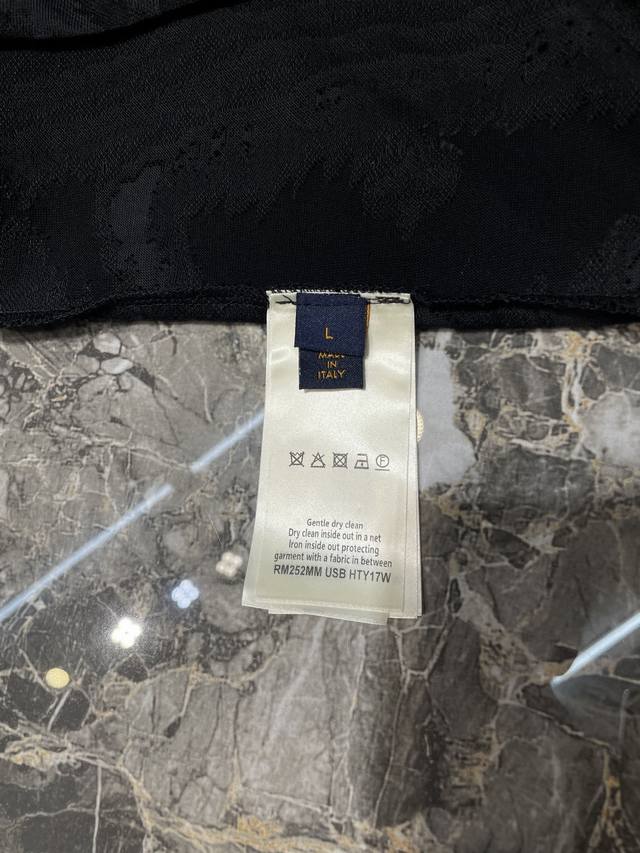 L
MADE
IN
ITALY
F
Gentle dry clean
Dry clean inside out in a net
Iron inside out protecting
garment with a fabric in between
RM252MM USB HTY17W